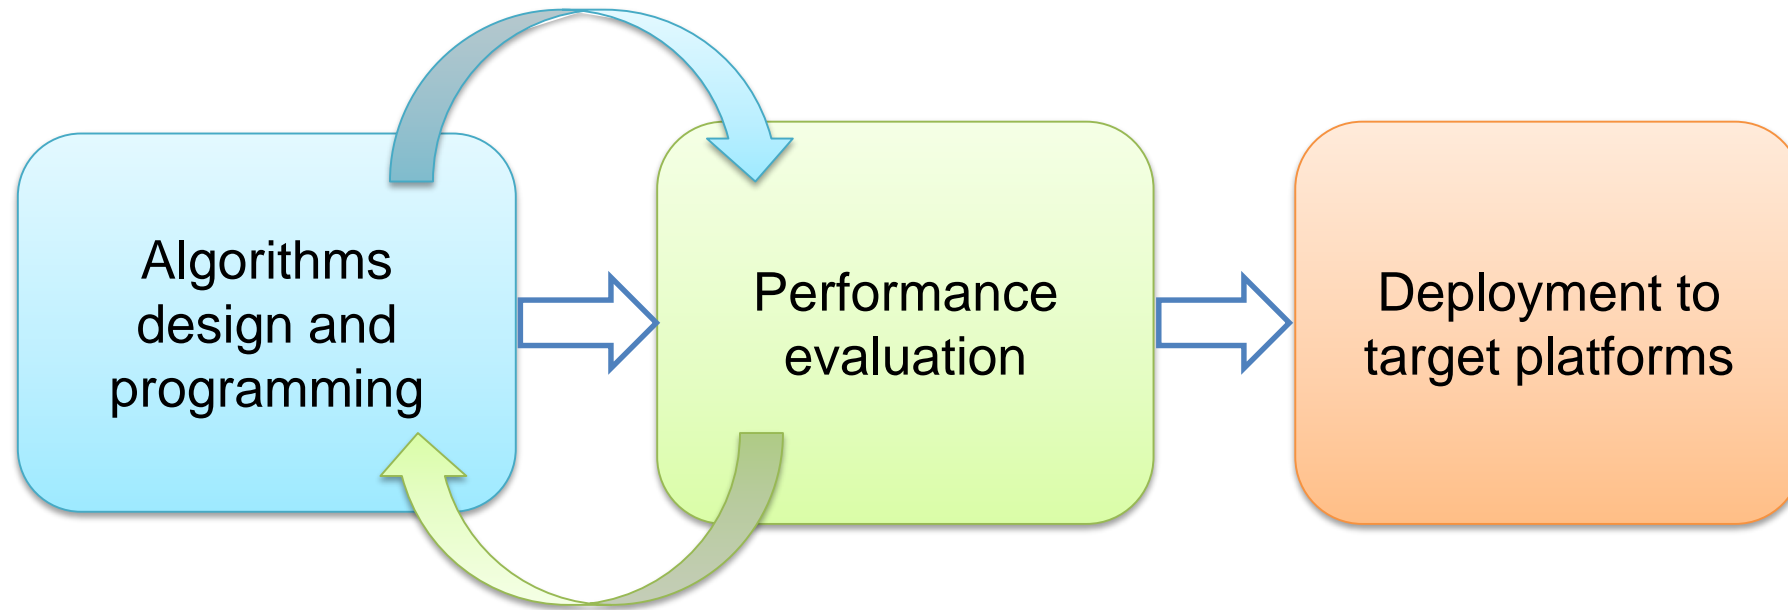 Algorithms
design and
programming
Performance
evaluation
Deployment to
target platforms